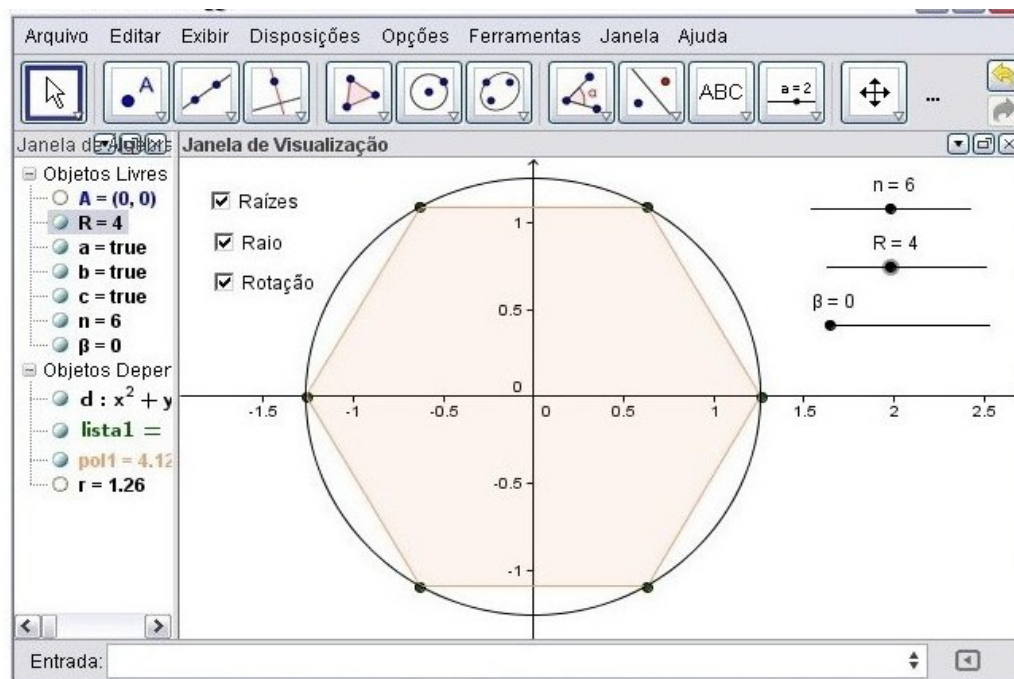 Arquivo Editar Exibir Disposições Opções Ferramentas Janela Ajuda
A α ABC a = 2 ...
Janela de Álgebra Janela de Visualização
Objetos Livres
A = (0, 0)
R = 4
a = true
b = true
c = true
n = 6
β = 0
Objetos Deper
d : x² + y
lista1 =
pol1 = 4.12
r = 1.26
Raízes
Raio
Rotação
n = 6
R = 4
β = 0
1
0.5
0
-1.5 -1 -0.5 0 0.5 1 1.5 2 2.5
-0.5
-1
Entrada: